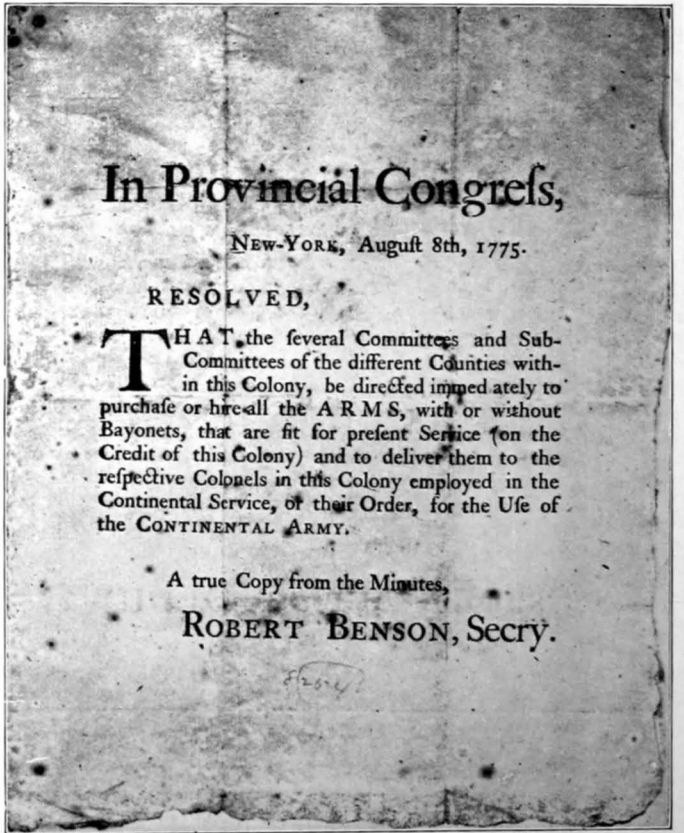 In Provincial Congreſs,
NEW-YORK, Auguſt 8th, 1775.
RESOLVED,
THAT the ſeveral Committees and Sub-
Committees of the different Counties with-
in this Colony, be directed immed ately to
purchaſe or hire all the ARMS, with or without
Bayonets, that are fit for preſent Service (on the
Credit of this Colony) and to deliver them to the
reſpective Colonels in this Colony employed in the
Continental Service, or their Order, for the Uſe of
the CONTINENTAL ARMY.
A true Copy from the Minutes,
ROBERT BENSON, Secry.